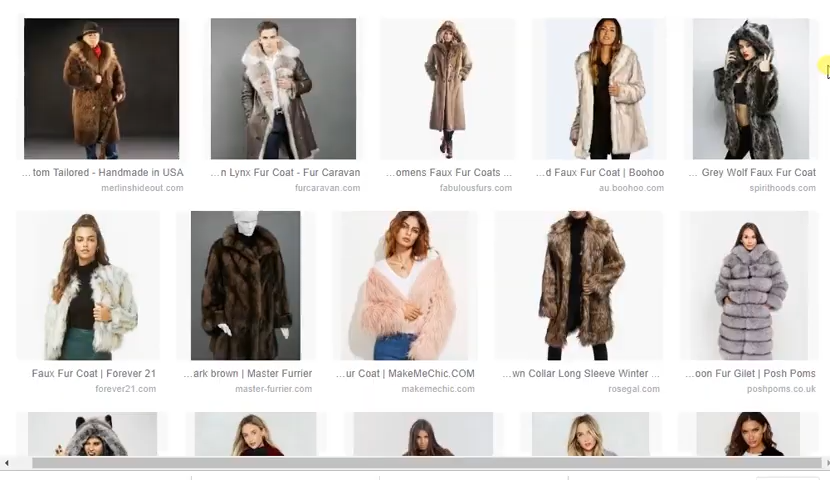 ...tom Tailored - Handmade in USA
merlinshideout.com
...n Lynx Fur Coat - Fur Caravan
furcaravan.com
...omens Faux Fur Coats ...
fabulousfurs.com
...d Faux Fur Coat | Boohoo
au.boohoo.com
... Grey Wolf Faux Fur Coat
spirithoods.com
Faux Fur Coat | Forever 21
forever21.com
...ark brown | Master Furrier
master-furrier.com
...ur Coat | MakeMeChic.COM
makemechic.com
...wn Collar Long Sleeve Winter ...
rosegal.com
...oon Fur Gilet | Posh Poms
poshpoms.co.uk